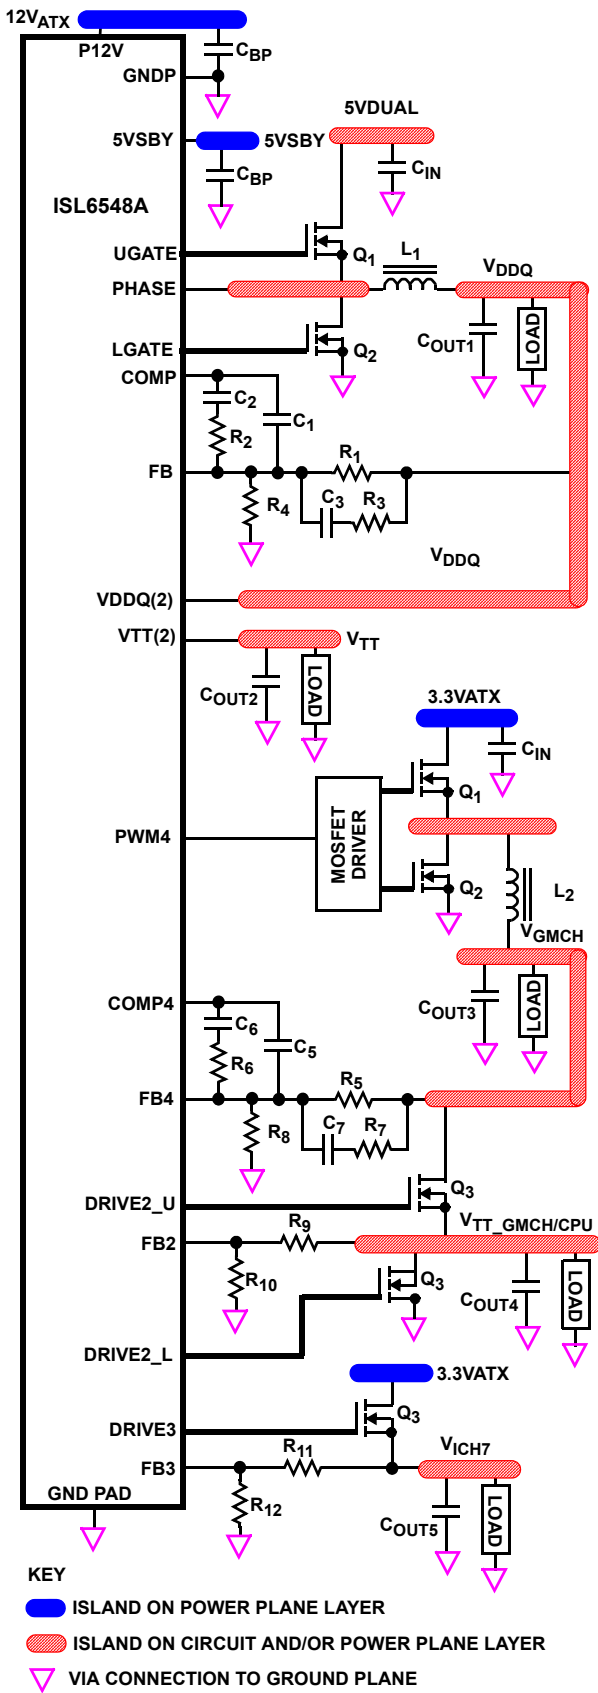 12VATX
P12V
CBP
GNDP
5VDUAL
5VSBY
5VSBY
CIN
CBP
ISL6548A
UGATE
Q1
L1
VDDQ
PHASE
COUT1
LOAD
LGATE
Q2
COMP
C2
C1
R2
R1
FB
C3
R3
R4
VDDQ
VDDQ(2)
VTT(2)
VTT
COUT2
LOAD
3.3VATX
CIN
Q1
PWM4
MOSFET
DRIVER
Q2
L2
VGMCH
COUT3
LOAD
COMP4
C6
C5
R6
R5
FB4
C7
R7
R8
Q3
DRIVE2_U
VTT_GMCH/CPU
R9
FB2
Q3
R10
COUT4
LOAD
DRIVE2_L
3.3VATX
Q3
DRIVE3
R11
VICH7
FB3
GND PAD
R12
COUT5
LOAD
KEY
ISLAND ON POWER PLANE LAYER
ISLAND ON CIRCUIT AND/OR POWER PLANE LAYER
VIA CONNECTION TO GROUND PLANE